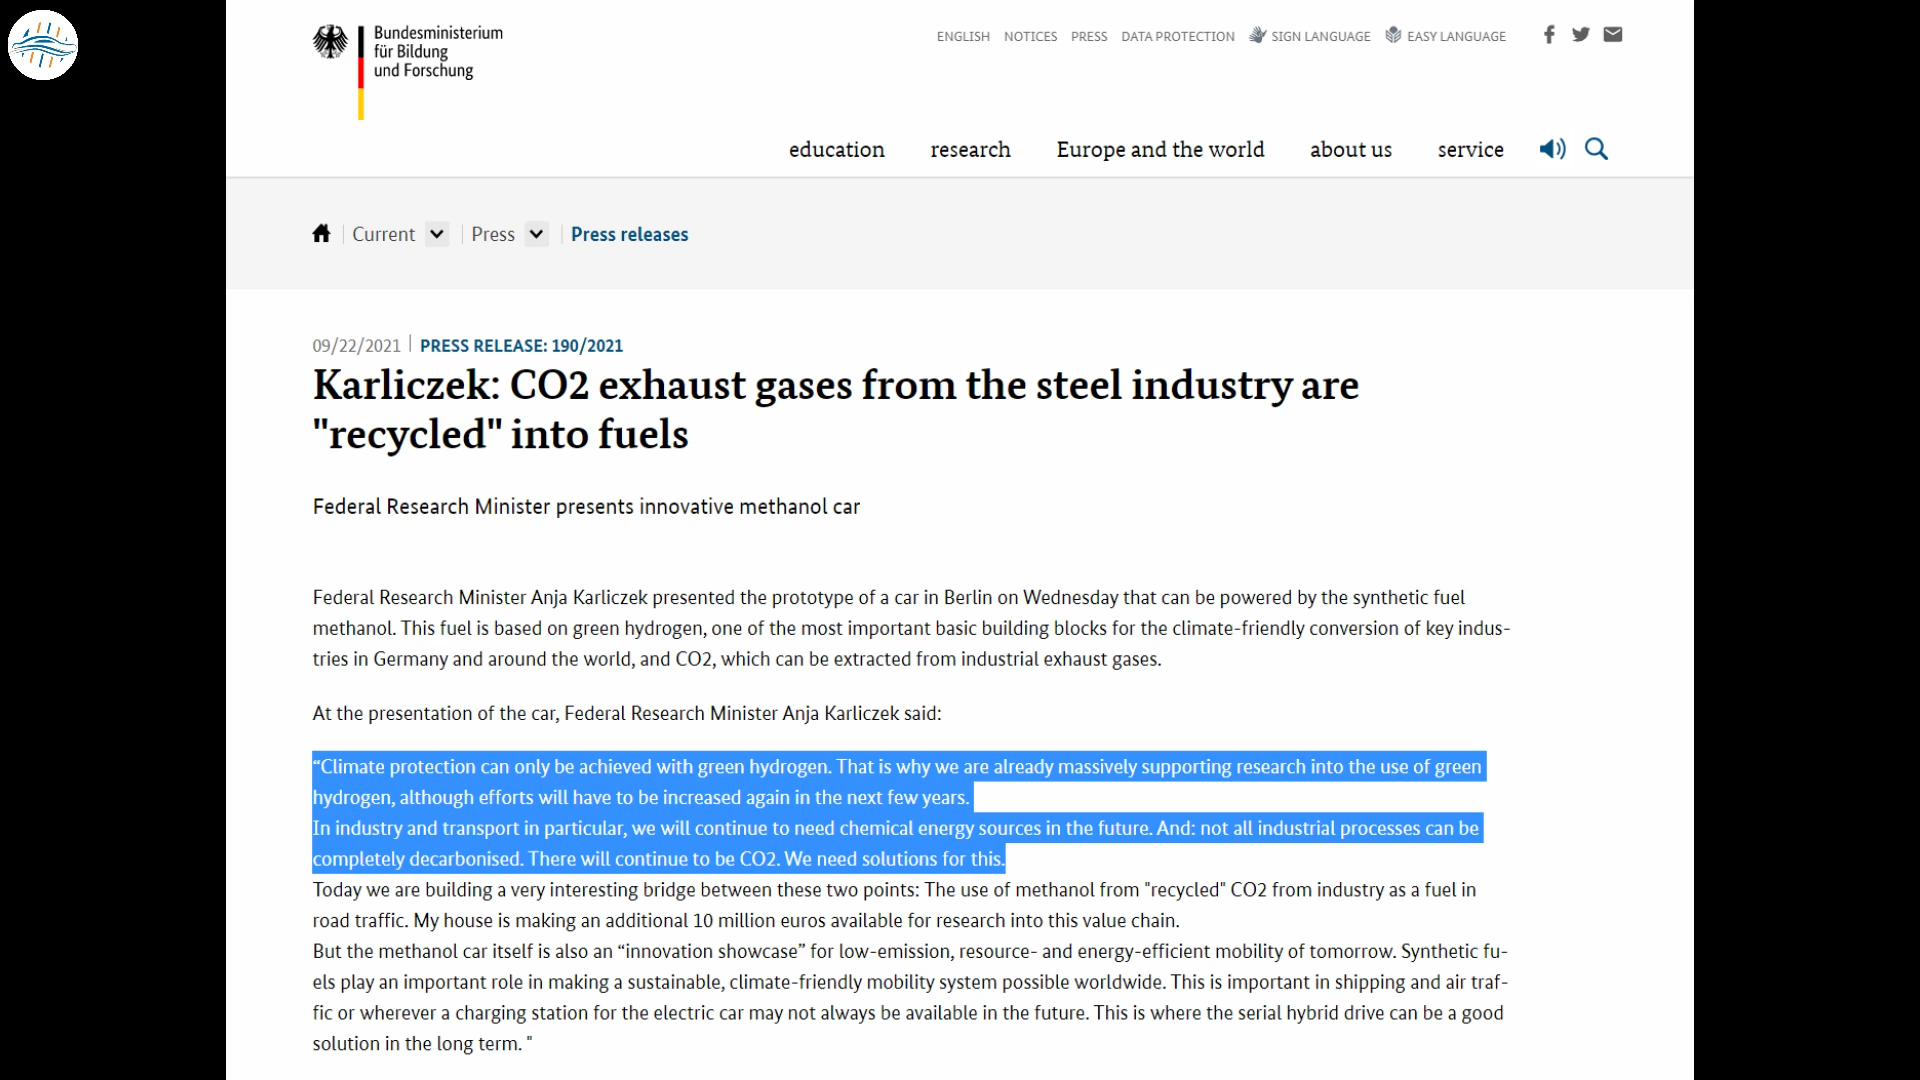 Bundesministerium
für Bildung
und Forschung
ENGLISH NOTICES PRESS DATA PROTECTION SIGN LANGUAGE EASY LANGUAGE
education research Europe and the world about us service
Current Press Press releases
09/22/2021 PRESS RELEASE: 190/2021
Karliczek: CO2 exhaust gases from the steel industry are
"recycled" into fuels
Federal Research Minister presents innovative methanol car
Federal Research Minister Anja Karliczek presented the prototype of a car in Berlin on Wednesday that can be powered by the synthetic fuel
methanol. This fuel is based on green hydrogen, one of the most important basic building blocks for the climate-friendly conversion of key indus-
tries in Germany and around the world, and CO2, which can be extracted from industrial exhaust gases.
At the presentation of the car, Federal Research Minister Anja Karliczek said:
“Climate protection can only be achieved with green hydrogen. That is why we are already massively supporting research into the use of green
hydrogen, although efforts will have to be increased again in the next few years.
In industry and transport in particular, we will continue to need chemical energy sources in the future. And: not all industrial processes can be
completely decarbonised. There will continue to be CO2. We need solutions for this.
Today we are building a very interesting bridge between these two points: The use of methanol from "recycled" CO2 from industry as a fuel in
road traffic. My house is making an additional 10 million euros available for research into this value chain.
But the methanol car itself is also an “innovation showcase” for low-emission, resource- and energy-efficient mobility of tomorrow. Synthetic fu-
els play an important role in making a sustainable, climate-friendly mobility system possible worldwide. This is important in shipping and air traf-
fic or wherever a charging station for the electric car may not always be available in the future. This is where the serial hybrid drive can be a good
solution in the long term. "